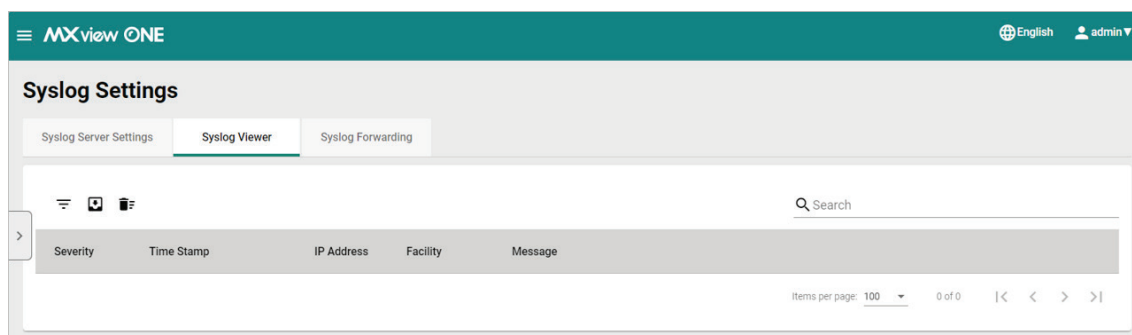 MXview ONE English admin
Syslog Settings
Syslog Server Settings Syslog Viewer Syslog Forwarding
Search
Severity Time Stamp IP Address Facility Message
Items per page: 100 0 of 0